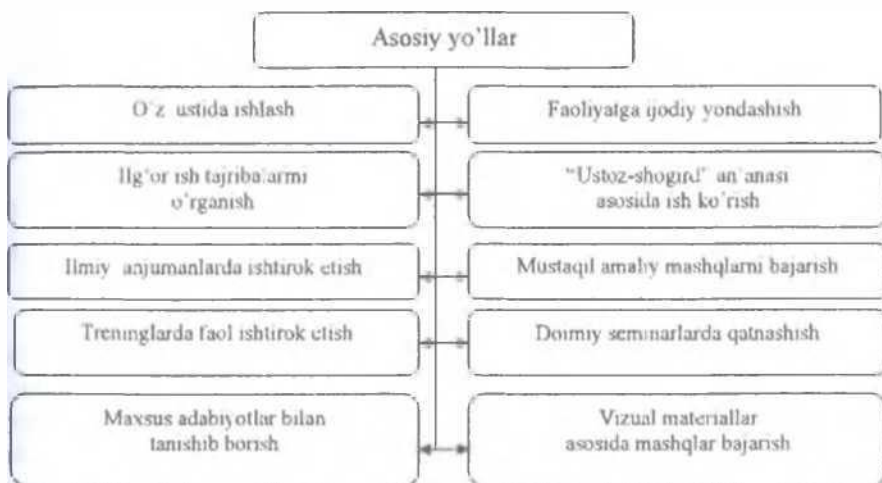 Asosiy yo’llar
O‘z ustida ishlash
Faoliyatga ijodiy yondashish
Ilg‘or ish tajribalarmi
o‘rganish
“Ustoz-shogird” an’anasi
asosida ish ko‘rish
Ilmiy anjumanlarda ishtirok etish
Mustaqil amaliy mashqlarni bajarish
Treninglarda faol ishtirok etish
Doimiy seminarlarda qatnashish
Maxsus adabiyotlar bilan
tanishib borish
Vizual materiallar
asosida mashqlar bajarish